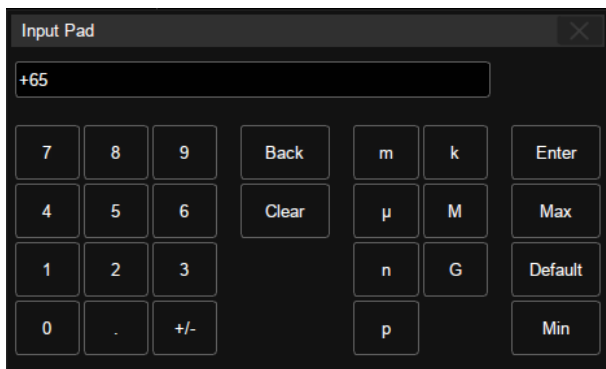 Input Pad
+65
7 8 9 Back m k Enter
4 5 6 Clear µ M Max
1 2 3 n G Default
0 . +/- p Min